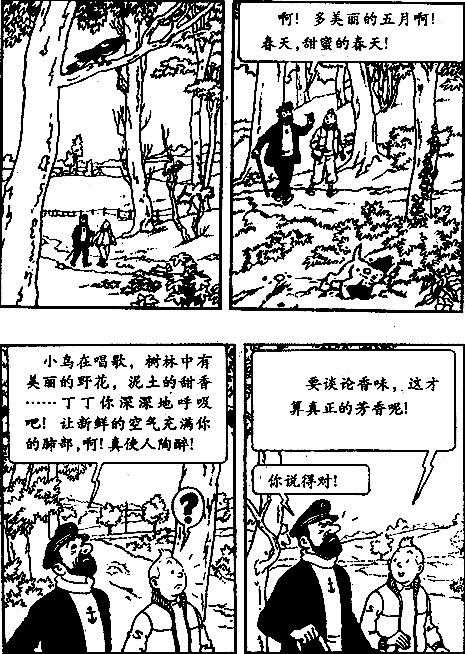 啊！多美丽的五月啊！
春天，甜蜜的春天！
小鸟在唱歌，树林中有
美丽的野花，泥土的甜香
……丁丁你深深地呼吸
吧！让新鲜的空气充满你
的肺部，啊！真使人陶醉！
?
要谈论香味，这才
算真正的芳香呢！
你说得对！